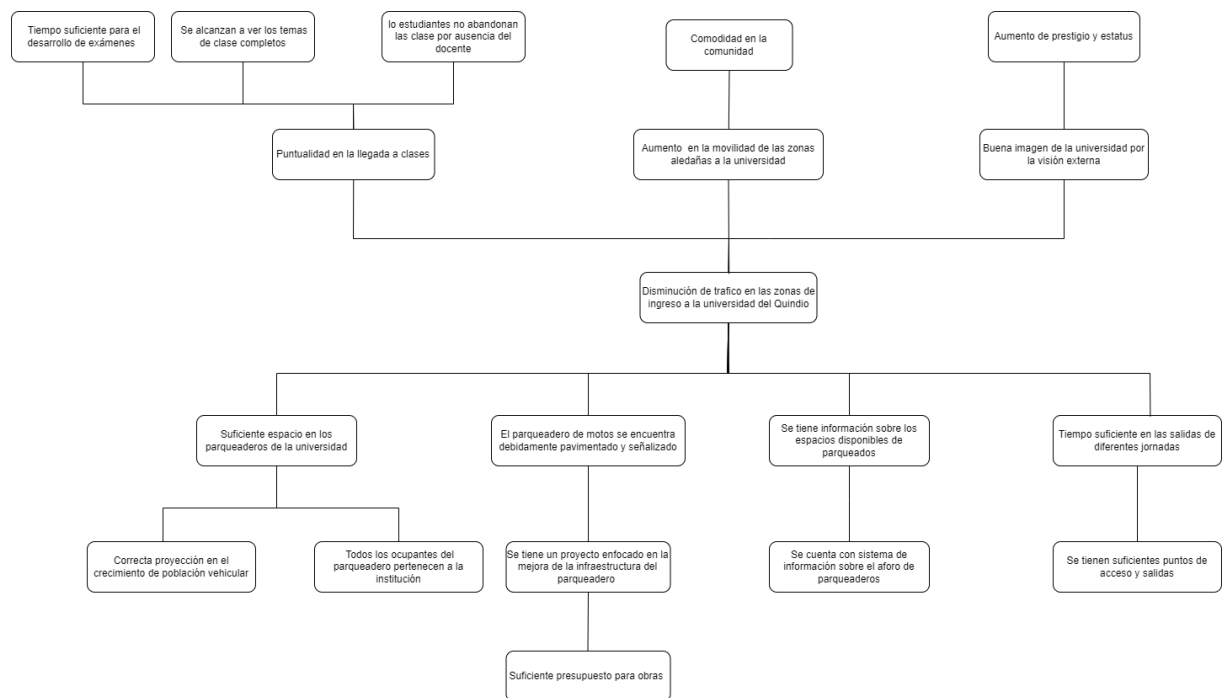 Tiempo suficiente para el
desarrollo de exámenes
Se alcanzan a ver los temas
de clase completos
lo estudiantes no abandonan
las clase por ausencia del
docente
Comodidad en la
comunidad
Aumento de prestigio y estatus
Puntualidad en la llegada a clases
Aumento en la movilidad de las zonas
aledañas a la universidad
Buena imagen de la universidad por
la visión externa
Disminución de trafico en las zonas de
ingreso a la universidad del Quindio
Suficiente espacio en los
parqueaderos de la universidad
El parqueadero de motos se encuentra
debidamente pavimentado y señalizado
Se tiene información sobre los
espacios disponibles de
parqueados
Tiempo suficiente en las salidas de
diferentes jornadas
Correcta proyección en el
crecimiento de población vehicular
Todos los ocupantes del
parqueadero pertenecen a la
institución
Se tiene un proyecto enfocado en la
mejora de la infraestructura del
parqueadero
Se cuenta con sistema de
información sobre el aforo de
parqueaderos
Se tienen suficientes puntos de
acceso y salidas
Suficiente presupuesto para obras